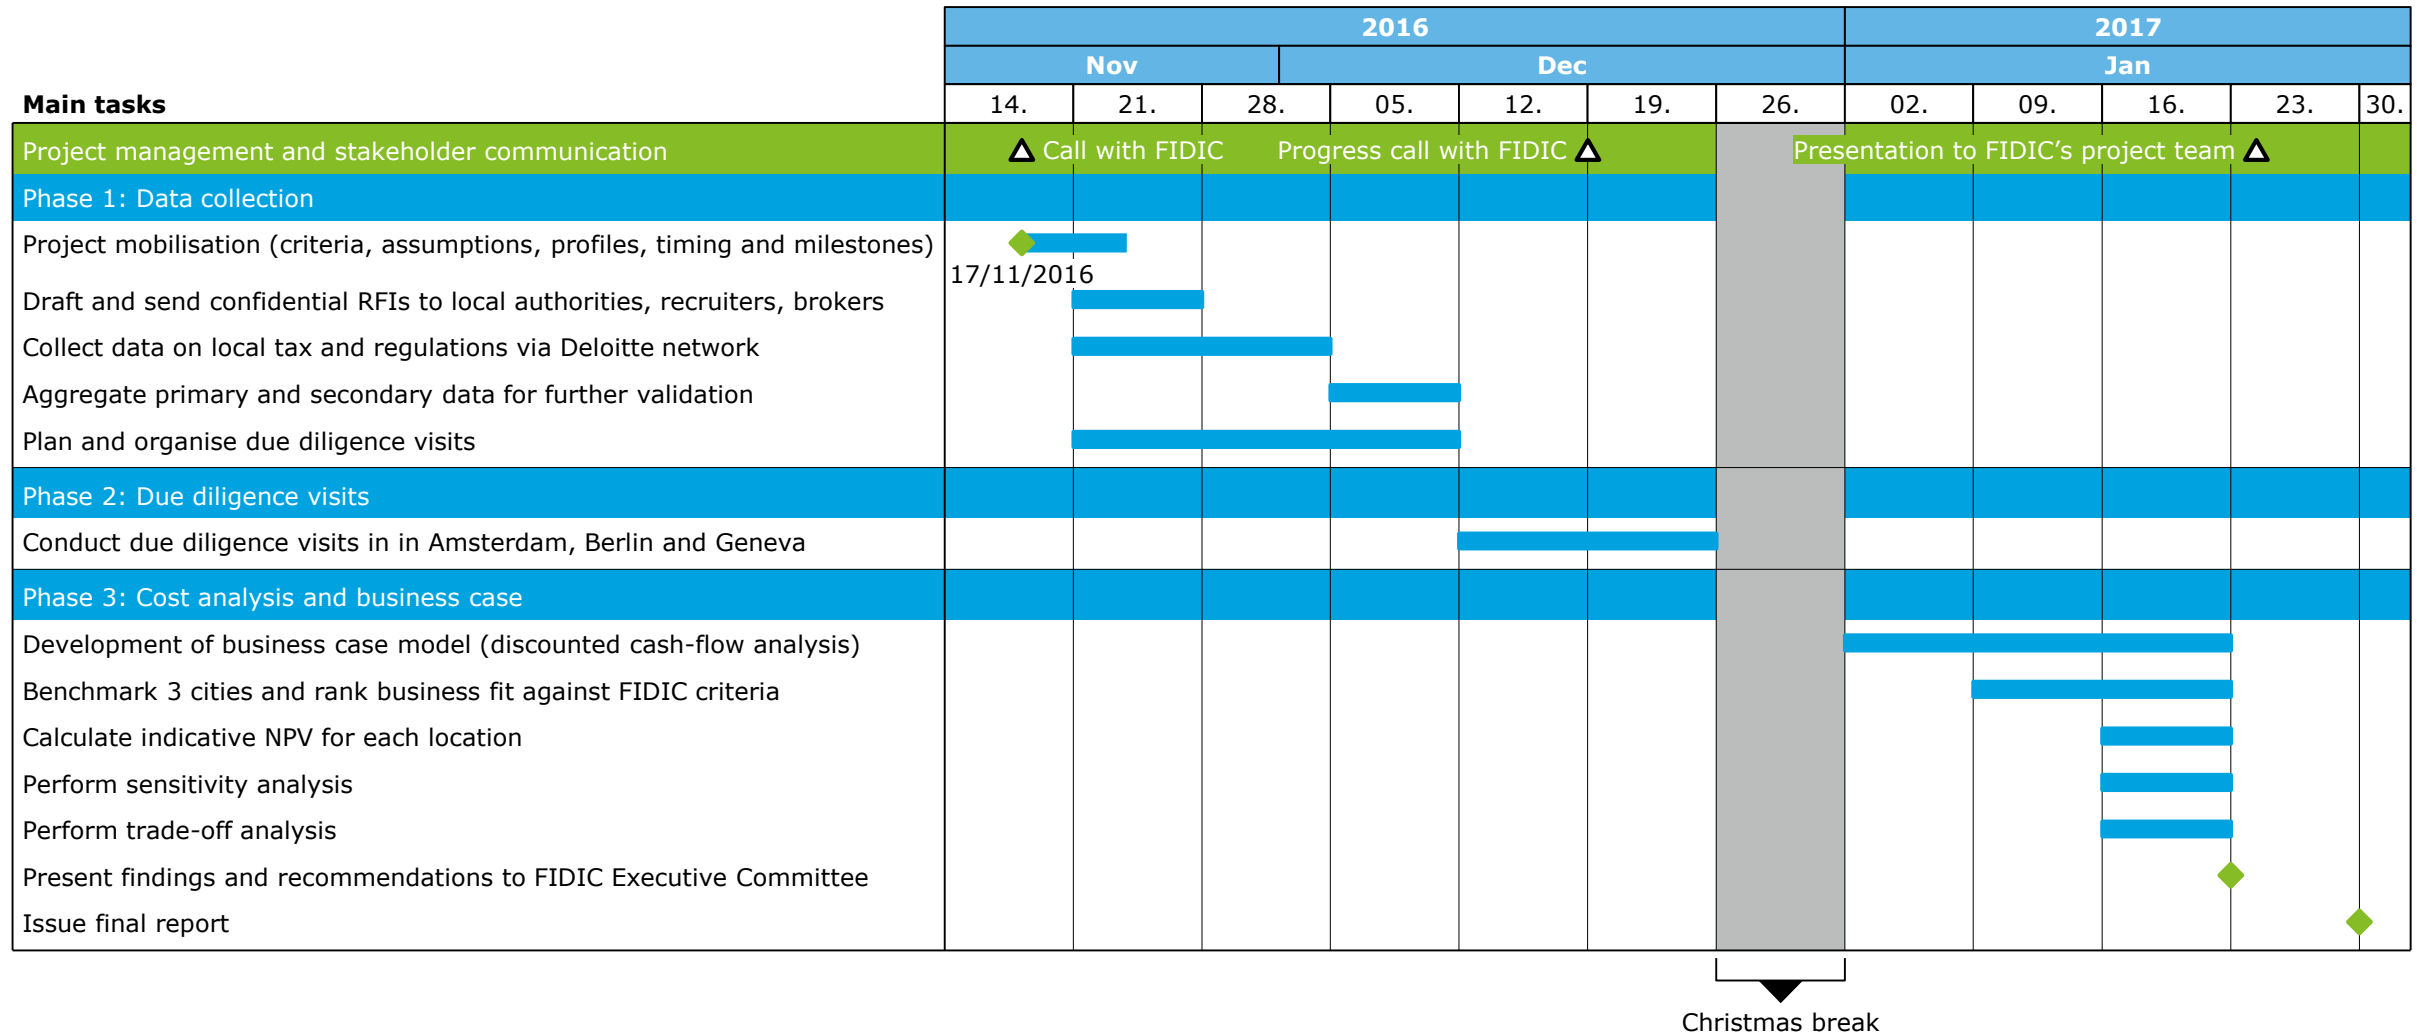 2016 2017
Nov Dec Jan
Main tasks 14. 21. 28. 05. 12. 19. 26. 02. 09. 16. 23. 30.
Project management and stakeholder communication Call with FIDIC Progress call with FIDIC Presentation to FIDIC’s project team
Phase 1: Data collection
Project mobilisation (criteria, assumptions, profiles, timing and milestones)
17/11/2016
Draft and send confidential RFIs to local authorities, recruiters, brokers
Collect data on local tax and regulations via Deloitte network
Aggregate primary and secondary data for further validation
Plan and organise due diligence visits
Phase 2: Due diligence visits
Conduct due diligence visits in in Amsterdam, Berlin and Geneva
Phase 3: Cost analysis and business case
Development of business case model (discounted cash-flow analysis)
Benchmark 3 cities and rank business fit against FIDIC criteria
Calculate indicative NPV for each location
Perform sensitivity analysis
Perform trade-off analysis
Present findings and recommendations to FIDIC Executive Committee
Issue final report
Christmas break